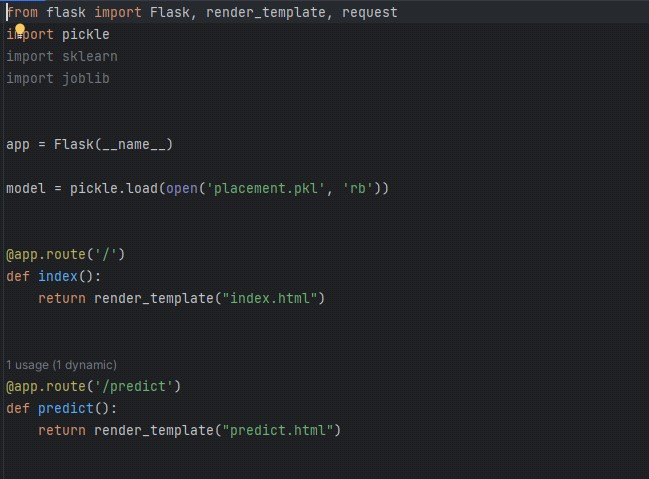 from flask import Flask, render_template, request
import pickle
import sklearn
import joblib
app = Flask(__name__)
model = pickle.load(open('placement.pkl', 'rb'))
@app.route('/')
def index():
    return render_template("index.html")
1 usage (1 dynamic)
@app.route('/predict')
def predict():
    return render_template("predict.html")